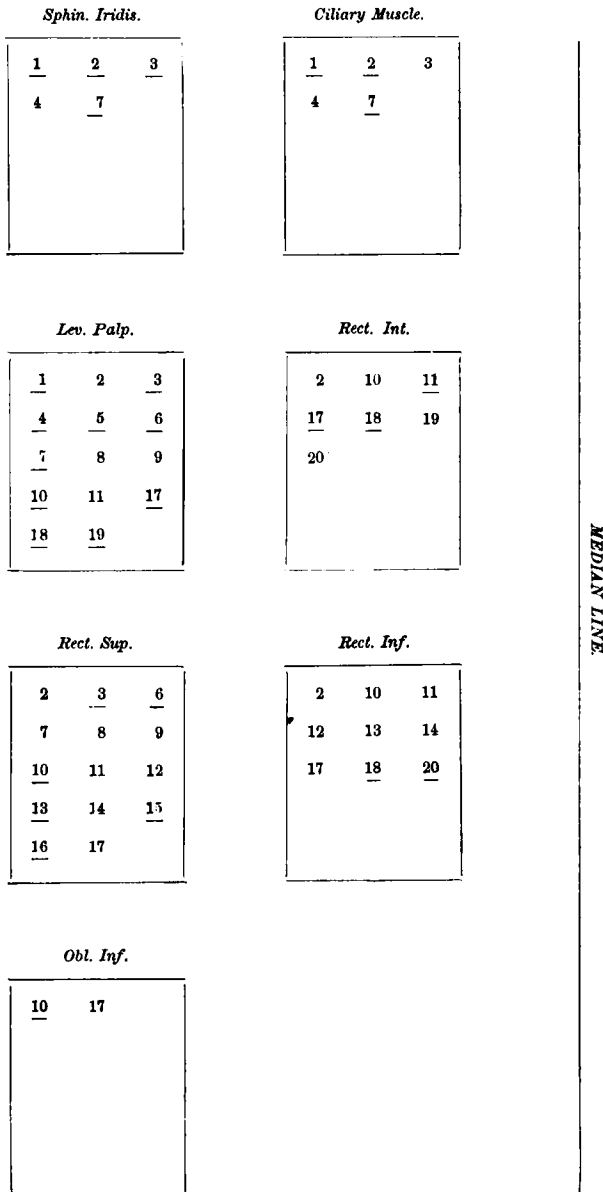 Sphin. Iridis.
1 2 3
4 7
Ciliary Muscle.
1 2 3
4 7
Lev. Palp.
1 2 3
4 5 6
7 8 9
10 11 17
18 19
Rect. Int.
2 10 11
17 18 19
20
Rect. Sup.
2 3 6
7 8 9
10 11 12
13 14 15
16 17
Rect. Inf.
2 10 11
12 13 14
17 18 20
Obl. Inf.
10 17
MEDIAN LINE.